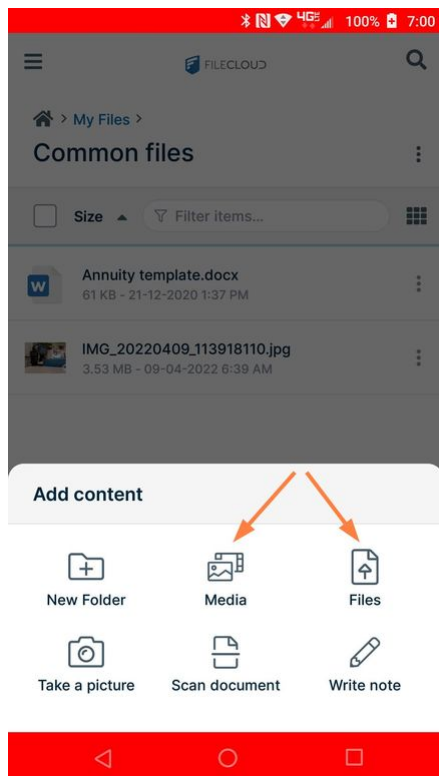 4GE 100% 7:00
FILECLOUD
> My Files >
Common files
Size Filter items...
W Annuity template.docx
61 KB - 21-12-2020 1:37 PM
IMG_20220409_113918110.jpg
3.53 MB - 09-04-2022 6:39 AM
Add content
New Folder Media Files
Take a picture Scan document Write note